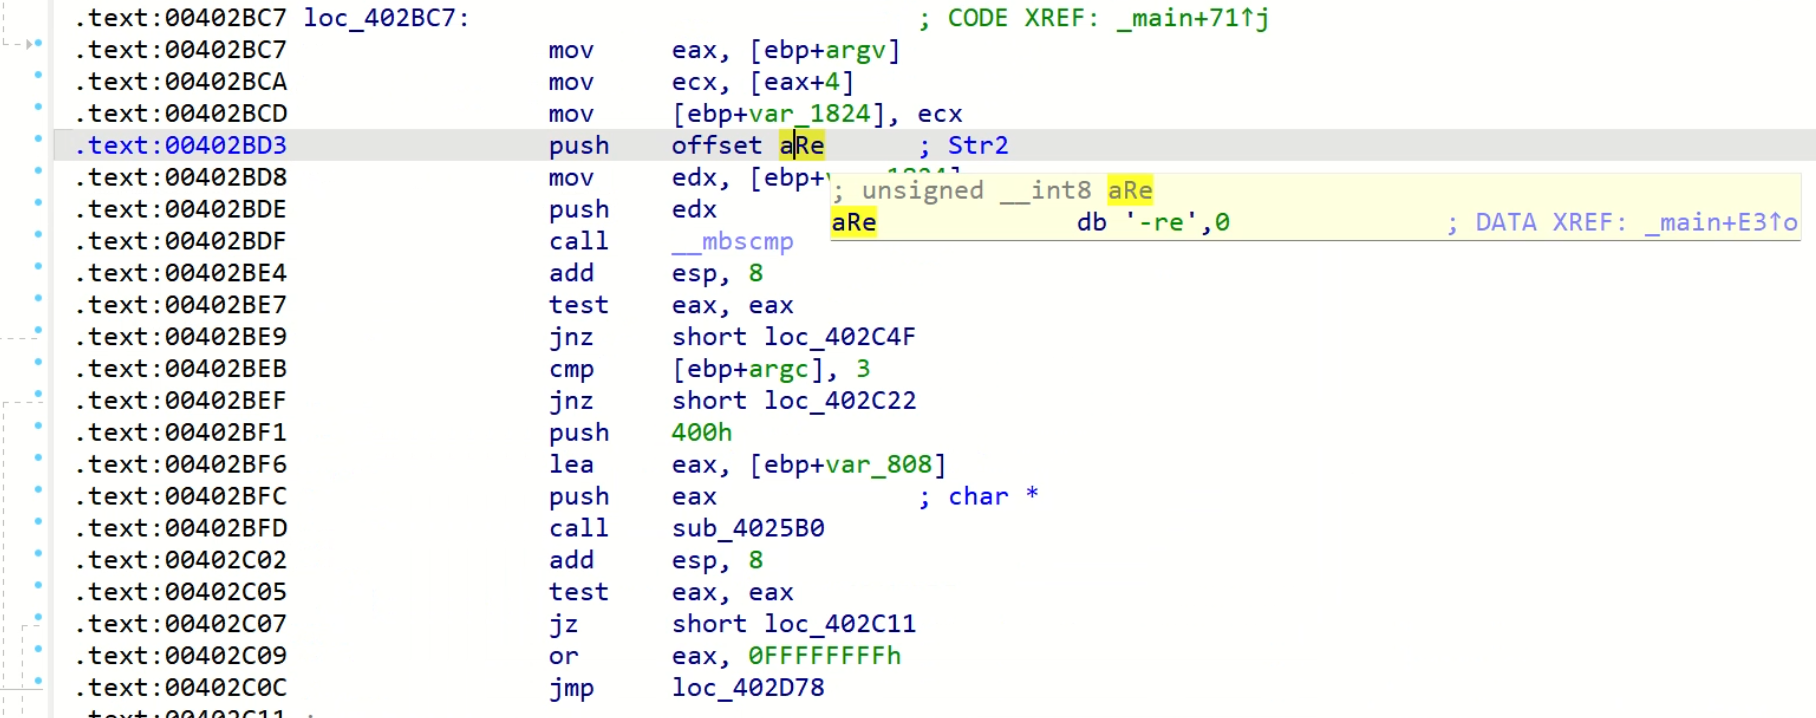 .text:00402BC7 loc_402BC7: ; CODE XREF: _main+71↑j
.text:00402BC7 mov eax, [ebp+argv]
.text:00402BCA mov ecx, [eax+4]
.text:00402BCD mov [ebp+var_1824], ecx
.text:00402BD3 push offset aRe ; Str2
.text:00402BD8 mov edx, [ebp+
; unsigned __int8 aRe
.text:00402BDE push edx
aRe db '-re',0 ; DATA XREF: _main+E3↑o
.text:00402BDF call __mbscmp
.text:00402BE4 add esp, 8
.text:00402BE7 test eax, eax
.text:00402BE9 jnz short loc_402C4F
.text:00402BEB cmp [ebp+argc], 3
.text:00402BEF jnz short loc_402C22
.text:00402BF1 push 400h
.text:00402BF6 lea eax, [ebp+var_808]
.text:00402BFC push eax ; char *
.text:00402BFD call sub_4025B0
.text:00402C02 add esp, 8
.text:00402C05 test eax, eax
.text:00402C07 jz short loc_402C11
.text:00402C09 or eax, 0FFFFFFFFh
.text:00402C0C jmp loc_402D78